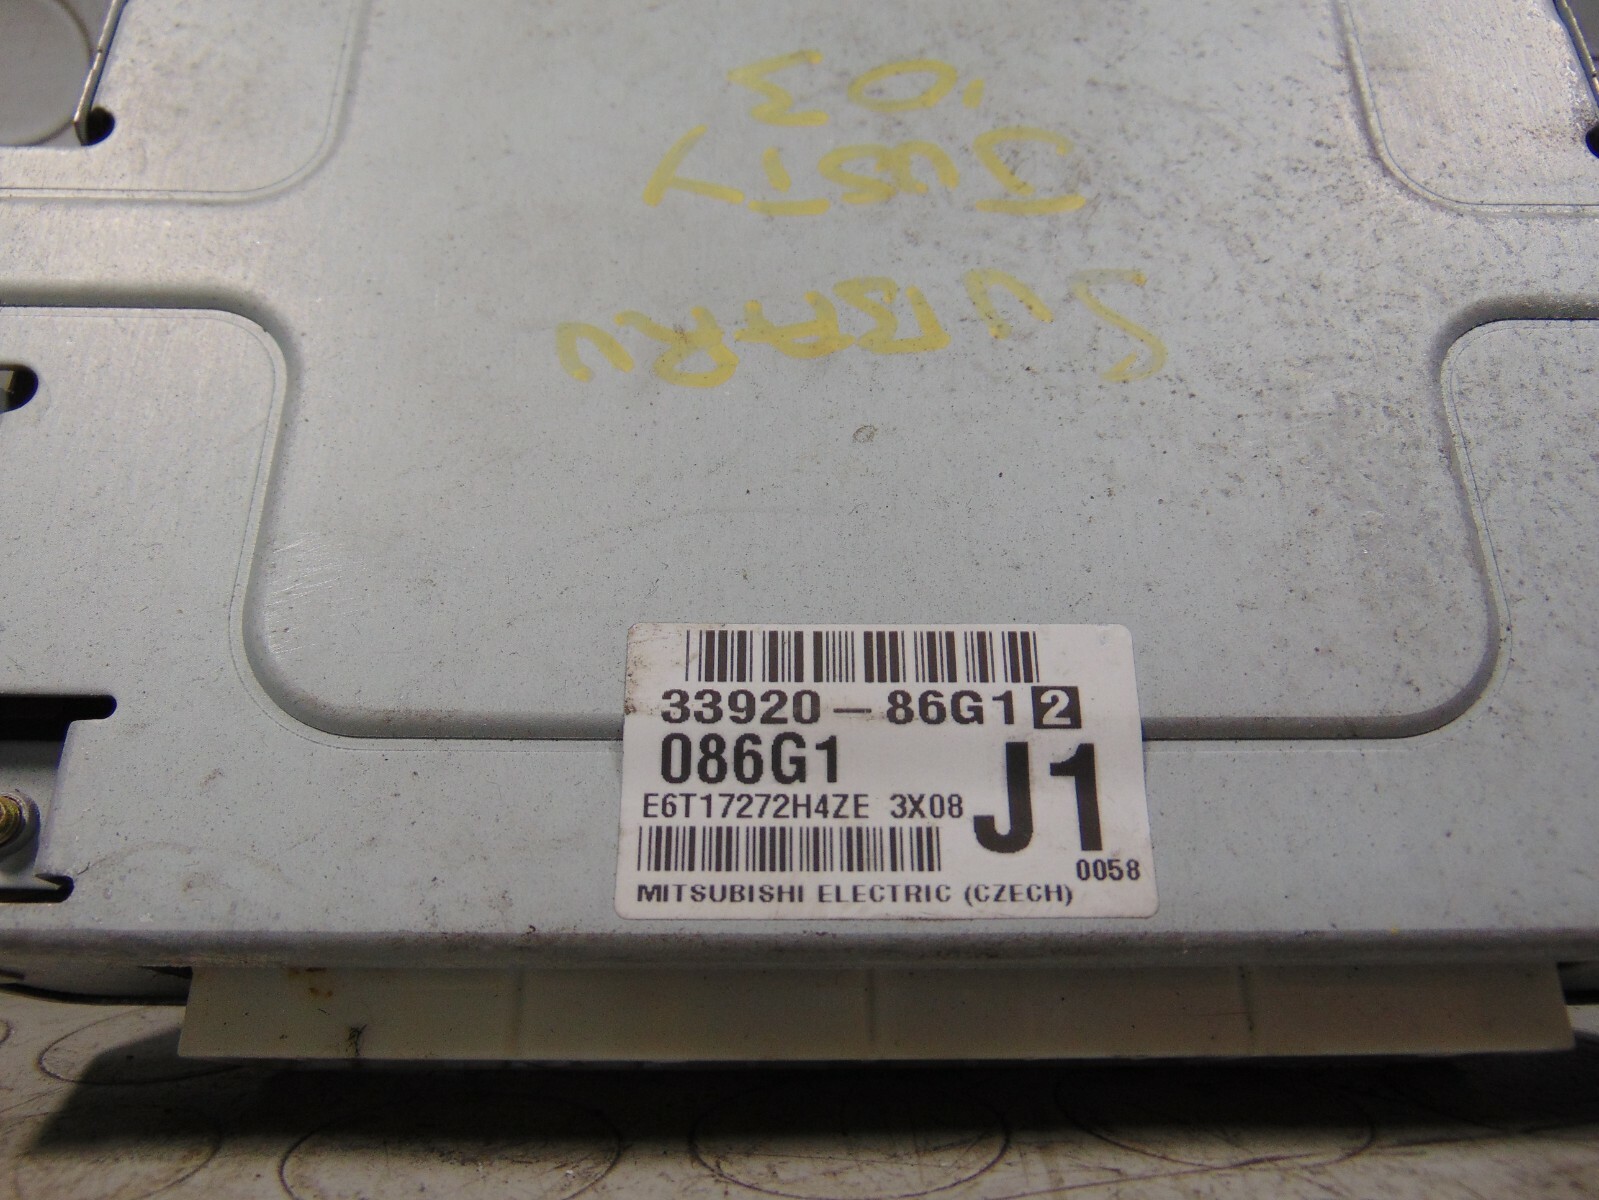 SUBARU
JUSTY
'03
33920-86G1 2
086G1
J1
E6T17272H4ZE 3X08
0058
MITSUBISHI ELECTRIC (CZECH)